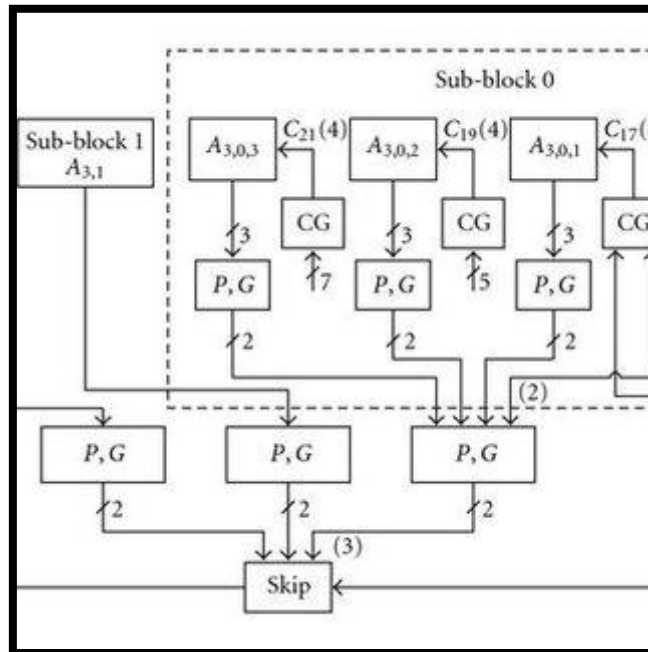 Sub-block 0
C21(4) C19(4) C17(
Sub-block 1
A3,1
A3,0,3 A3,0,2 A3,0,1
CG CG CG
3 3 3
P, G P, G P, G
7 5
2 2 2
(2)
P, G P, G P, G
2 2 2
(3)
Skip